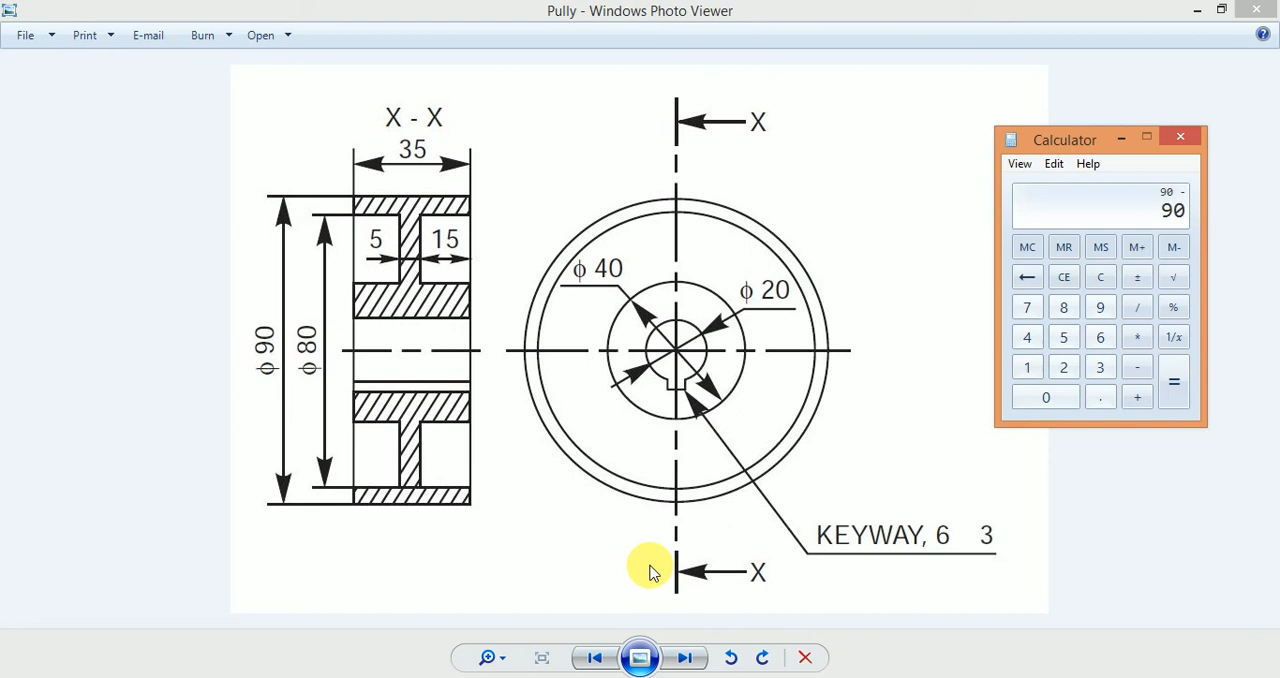 Pully - Windows Photo Viewer
File Print E-mail Burn Open
?
X - X
35
5
15
ϕ 90
ϕ 80
X
ϕ 40
ϕ 20
KEYWAY, 6 3
X
Calculator
View Edit Help
90 -
90
MC MR MS M+ M-
← CE C ± √
7 8 9 / %
4 5 6 * 1/x
1 2 3 - =
0 . +